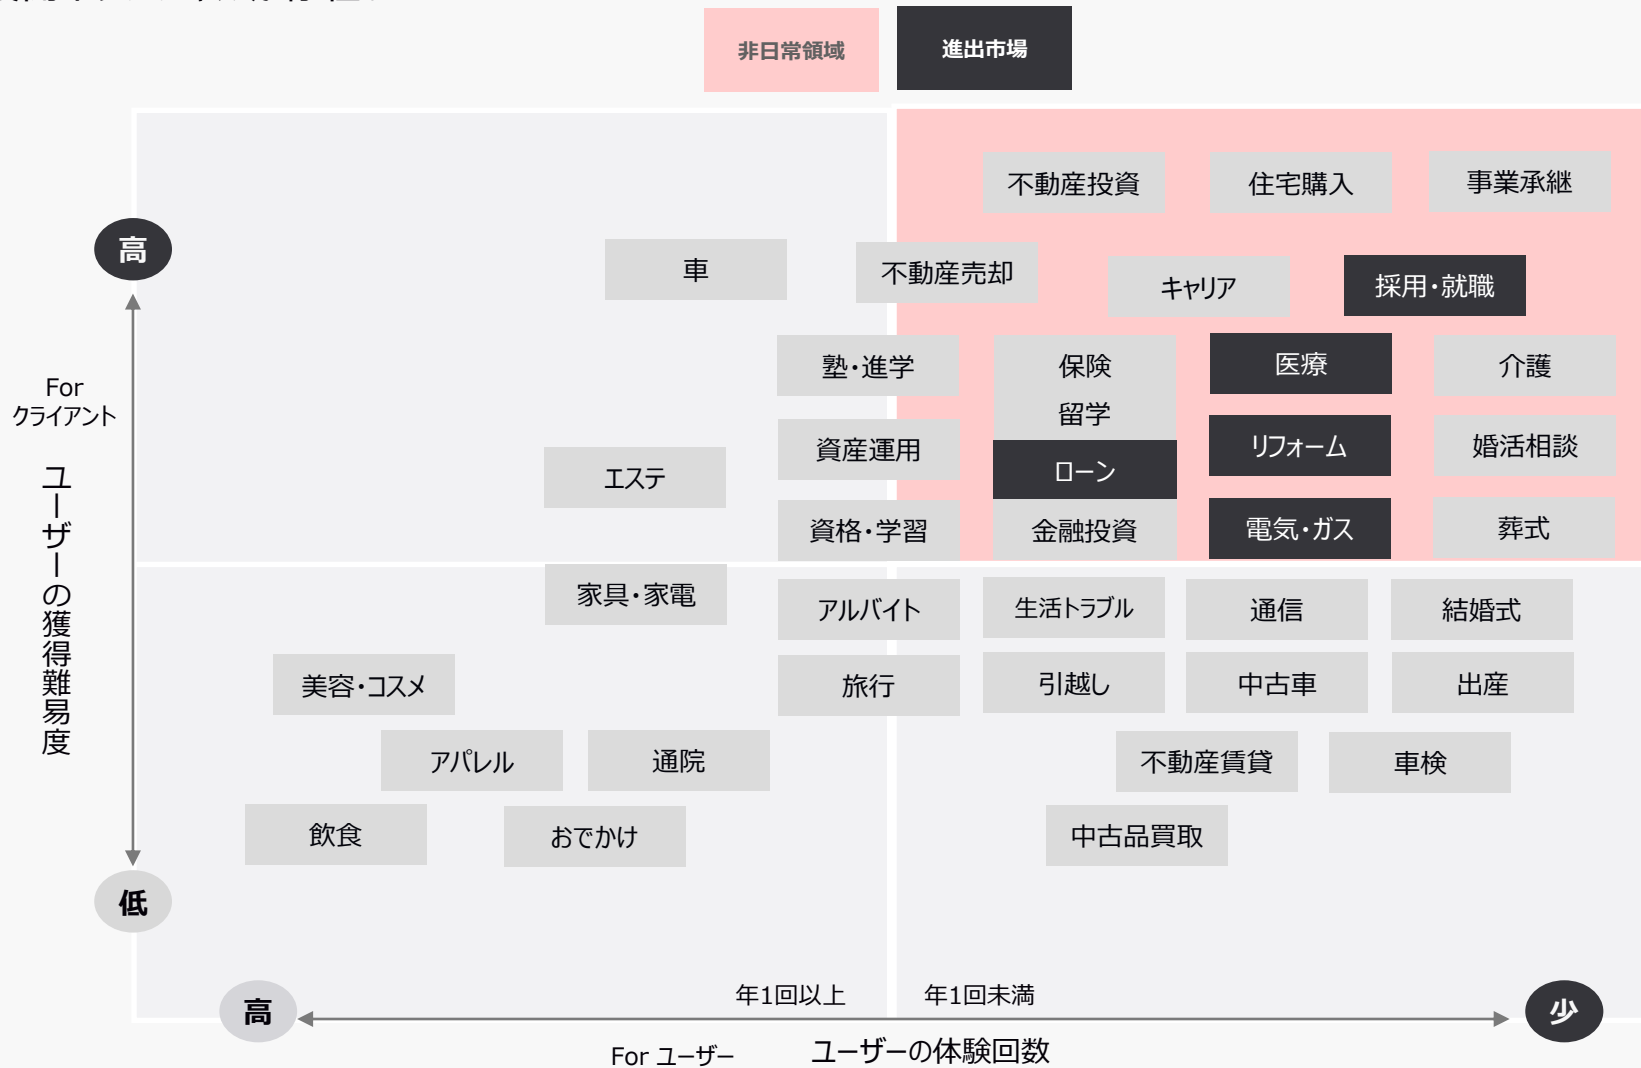 非日常領域
進出市場
不動産投資
住宅購入
事業承継
高
車
不動産売却
キャリア
採用・就職
塾・進学
保険
医療
介護
For
クライアント
留学
資産運用
リフォーム
婚活相談
エステ
ローン
資格・学習
金融投資
電気・ガス
葬式
ユーザーの獲得難易度
家具・家電
アルバイト
生活トラブル
通信
結婚式
美容・コスメ
旅行
引越し
中古車
出産
アパレル
通院
不動産賃貸
車検
飲食
おでかけ
中古品買取
低
高
年1回以上
年1回未満
少
For ユーザー
ユーザーの体験回数